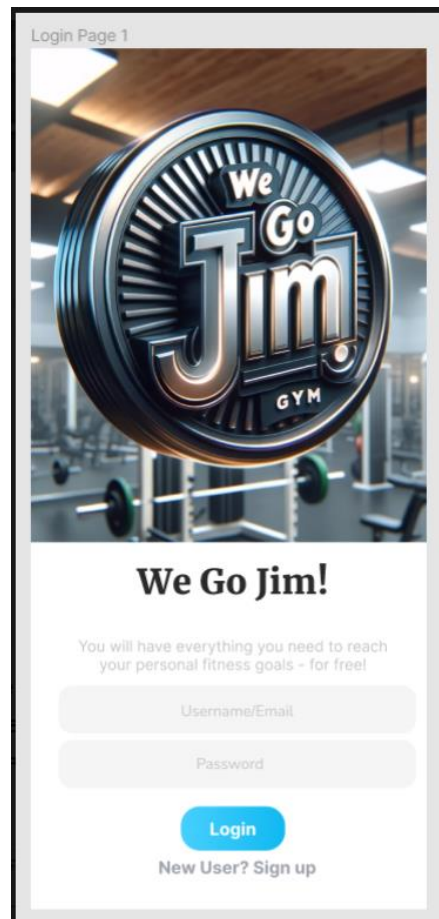 Login Page 1
We
Go
Jim!
GYM
We Go Jim!
You will have everything you need to reach
your personal fitness goals - for free!
Username/Email
Password
Login
New User? Sign up